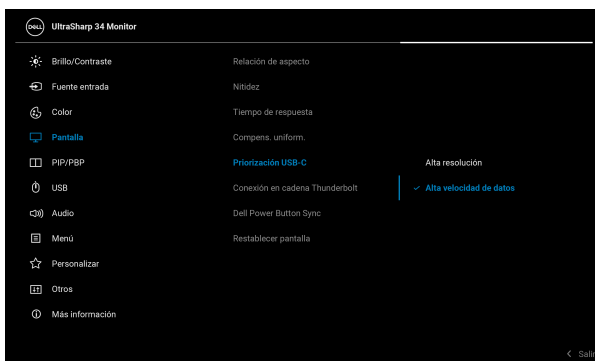 DELL UltraSharp 34 Monitor
Brillo/Contraste
Fuente entrada
Color
Pantalla
PIP/PBP
USB
Audio
Menú
Personalizar
Otros
Más información
Relación de aspecto
Nitidez
Tiempo de respuesta
Compens. uniform.
Priorización USB-C
Conexión en cadena Thunderbolt
Dell Power Button Sync
Restablecer pantalla
Alta resolución
Alta velocidad de datos
Salir